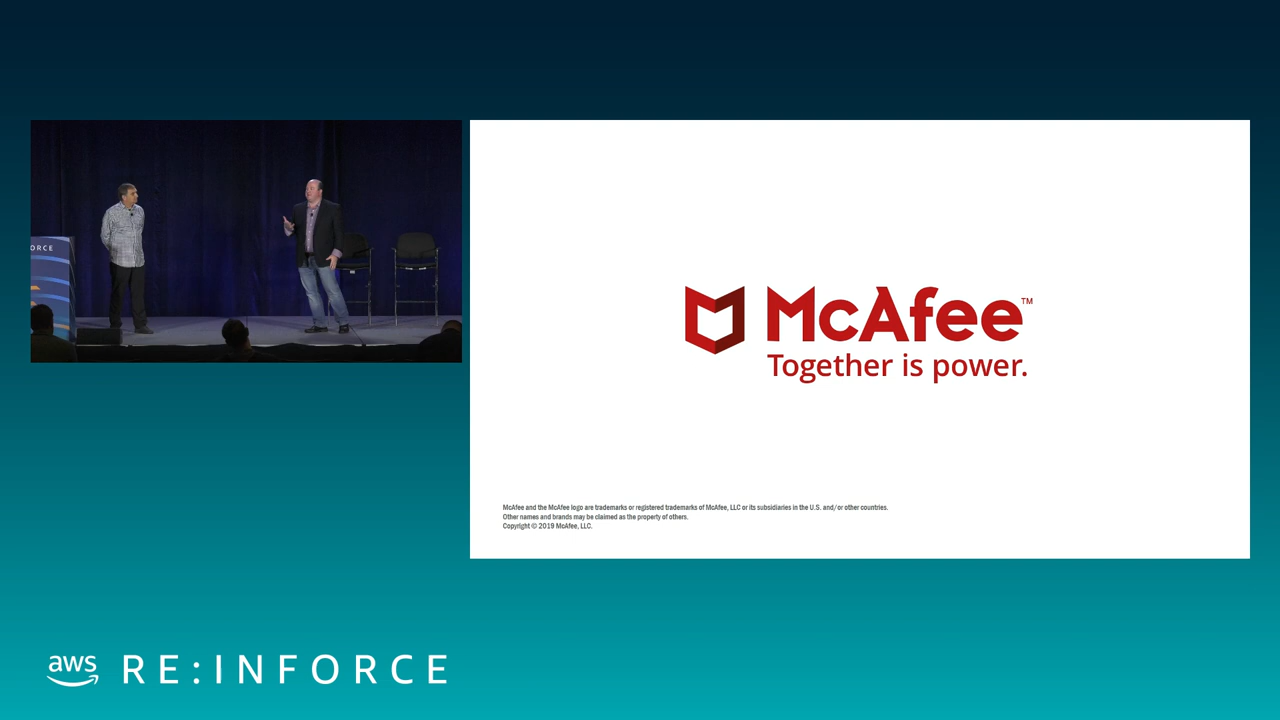 ORCE
McAfee™
Together is power.
McAfee and the McAfee logo are trademarks or registered trademarks of McAfee, LLC or its subsidiaries in the U.S. and/or other countries.
Other names and brands may be claimed as the property of others.
Copyright © 2019 McAfee, LLC.
aws RE:INFORCE